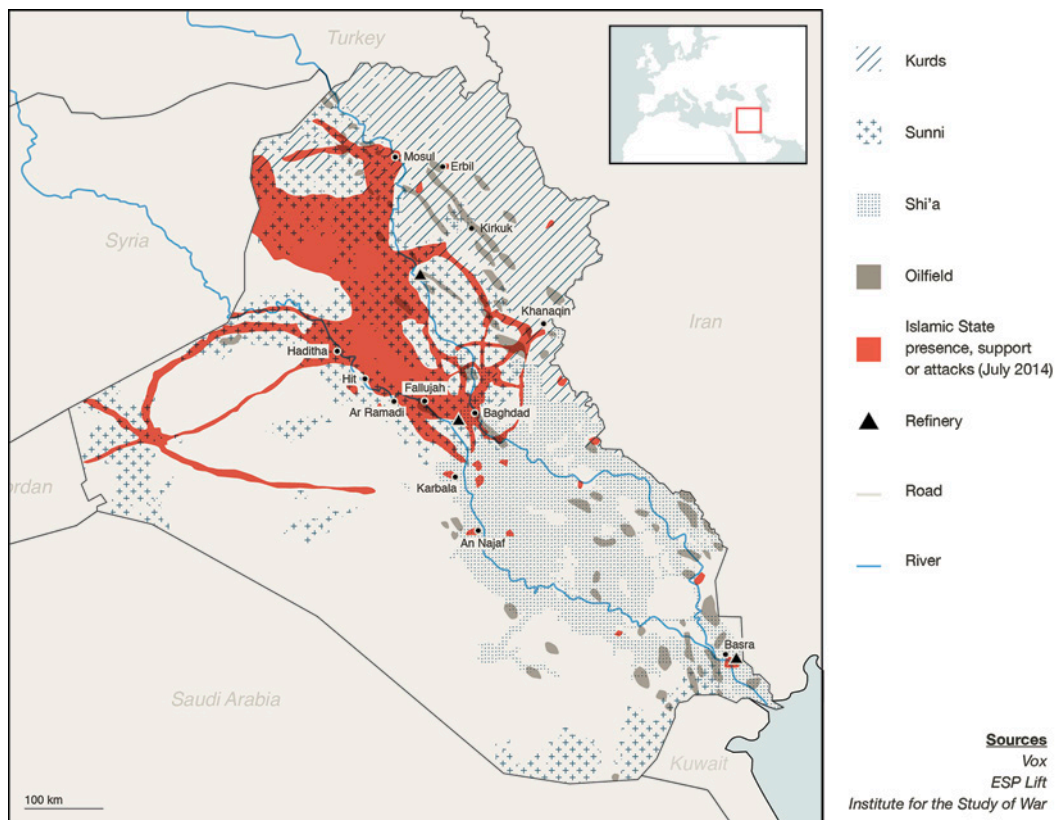 Turkey
Mosul
Erbil
Kirkuk
Syria
Khanaqin
Iran
Haditha
Hit
Fallujah
Ar Ramadi
Baghdad
Karbala
ordan
An Najaf
Basra
Saudi Arabia
Kuwait
100 km
Kurds
Sunni
Shi'a
Oilfield
Islamic State
presence, support
or attacks (July 2014)
Refinery
Road
River
Sources
Vox
ESP Lift
Institute for the Study of War